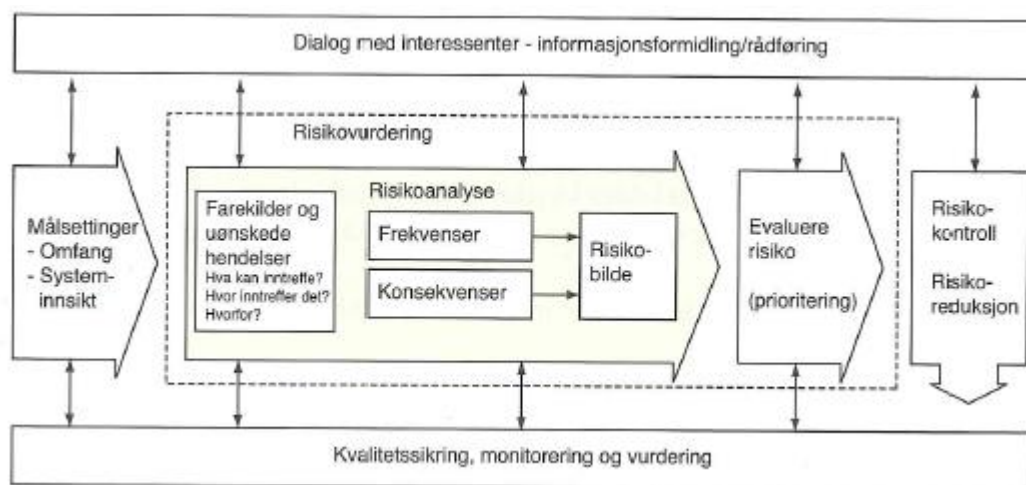 Dialog med interessenter - informasjonsformidling/rådføring
Risikovurdering
Målsettinger
- Omfang
- System-
innsikt
Risikoanalyse
Farekilder og
uønskede
hendelser
Hva kan inntreffe?
Hvor inntreffer det?
Hvorfor?
Frekvenser
Konsekvenser
Risiko-
bilde
Evaluere
risiko
(prioritering)
Risiko-
kontroll
Risiko-
reduksjon
Kvalitetssikring, monitorering og vurdering